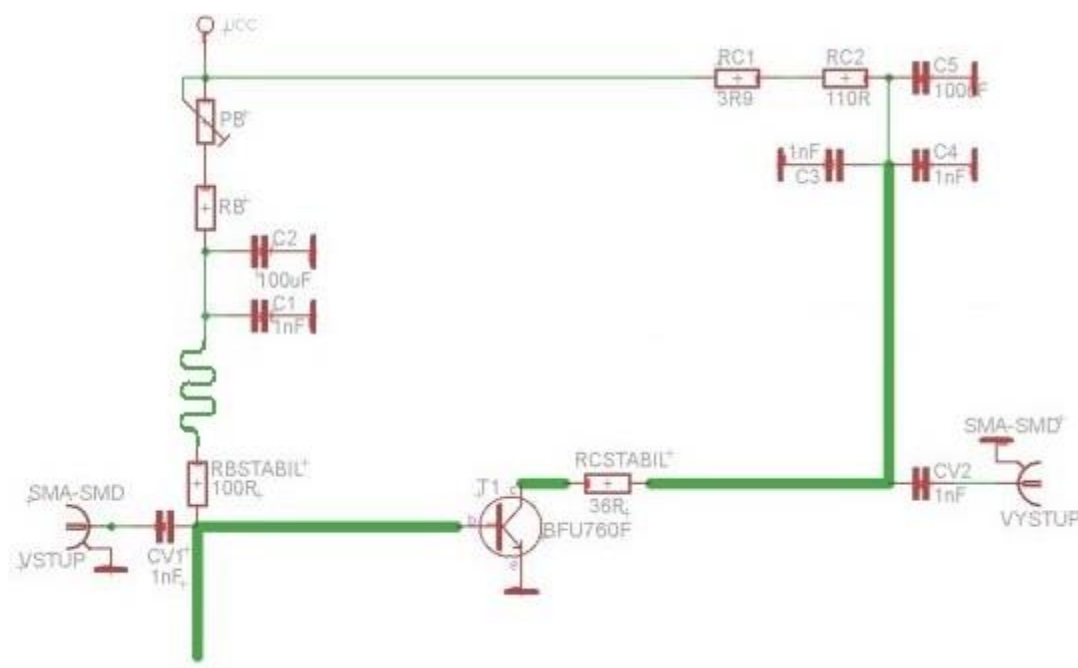 UCC
RC1
RC2
C5
3R9
110R
PB
1nF
C3
C4
1nF
RB
C2
100uF
C1
1nF
RBSTABIL
100R
SMA-SMD
VSTUP
CV1
1nF
T1
c
b
e
BFU760F
RCSTABIL
36R
SMA-SMD
CV2
1nF
VYSTUP